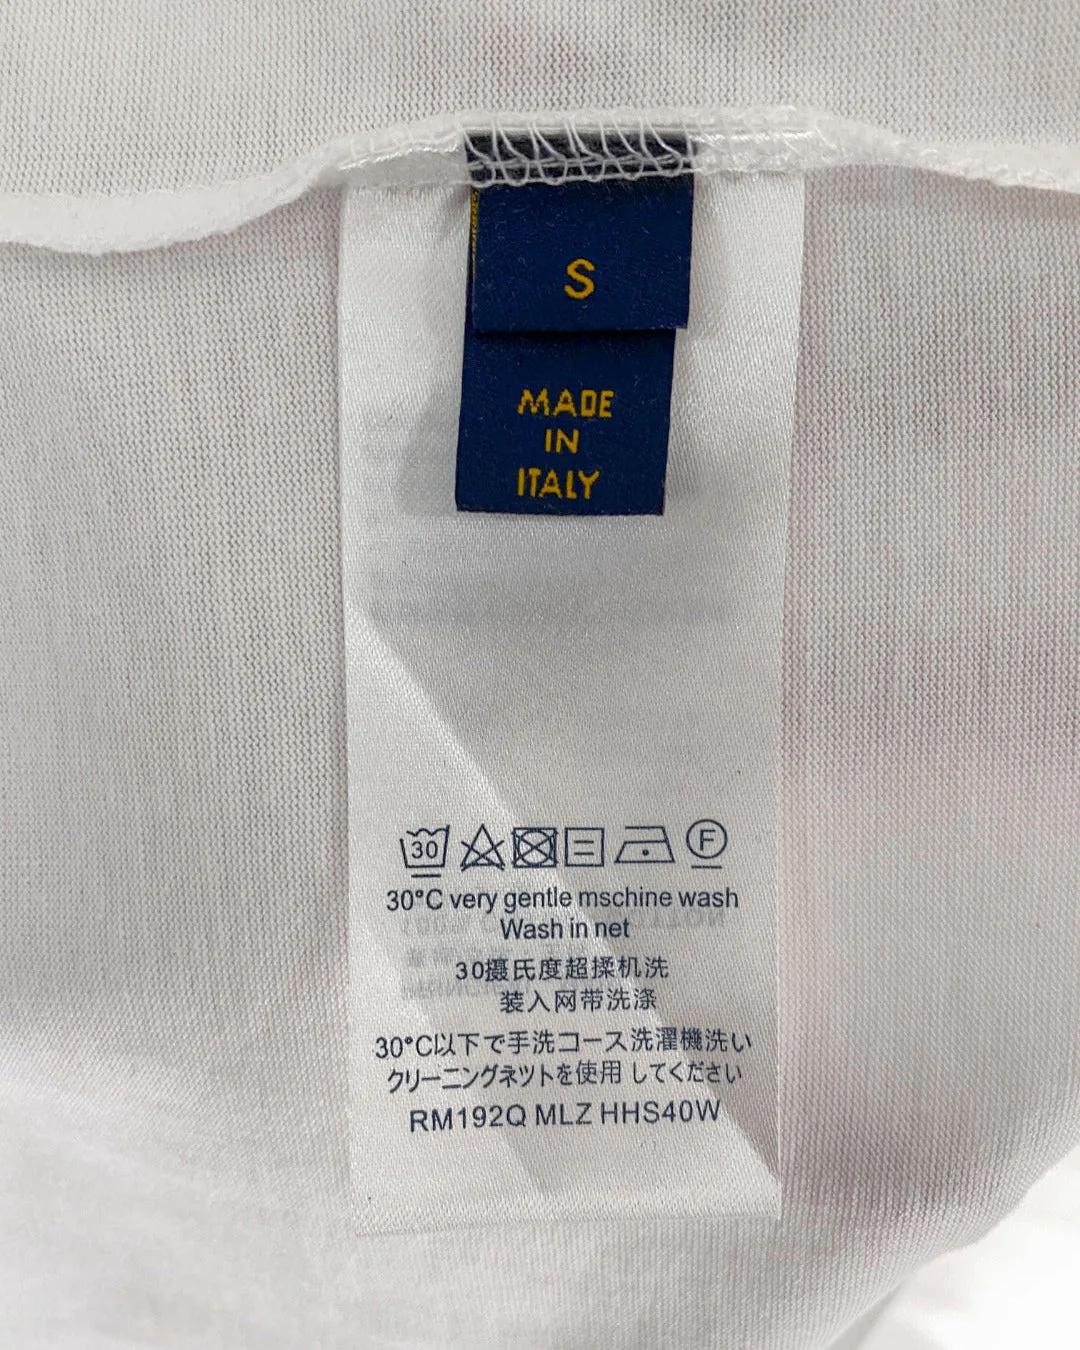 S
MADE
IN
ITALY
30 F
30°C very gentle mschine wash
Wash in net
30摄氏度超揉机洗
装入网带洗涤
30°C以下で手洗コース洗濯機洗い
クリーニングネツトを使用してください
RM192Q MLZ HHS40W